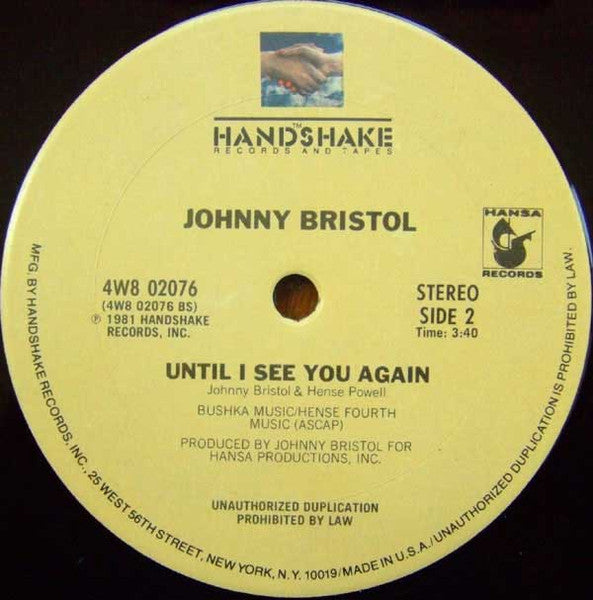 TM
HANDSHAKE
RECORDS AND TAPES
JOHNNY BRISTOL
HANSA
RECORDS
4W8 02076
(4W8 02076 BS)
℗ 1981 HANDSHAKE
RECORDS, INC.
STEREO
SIDE 2
Time: 3:40
UNTIL I SEE YOU AGAIN
Johnny Bristol & Hense Powell
BUSHKA MUSIC/HENSE FOURTH
MUSIC (ASCAP)
PRODUCED BY JOHNNY BRISTOL FOR
HANSA PRODUCTIONS, INC.
UNAUTHORIZED DUPLICATION
PROHIBITED BY LAW
MFG. BY HANDSHAKE RECORDS, INC., 25 WEST 56TH STREET, NEW YORK, N.Y. 10019/MADE IN U.S.A./UNAUTHORIZED DUPLICATION IS PROHIBITED BY LAW.